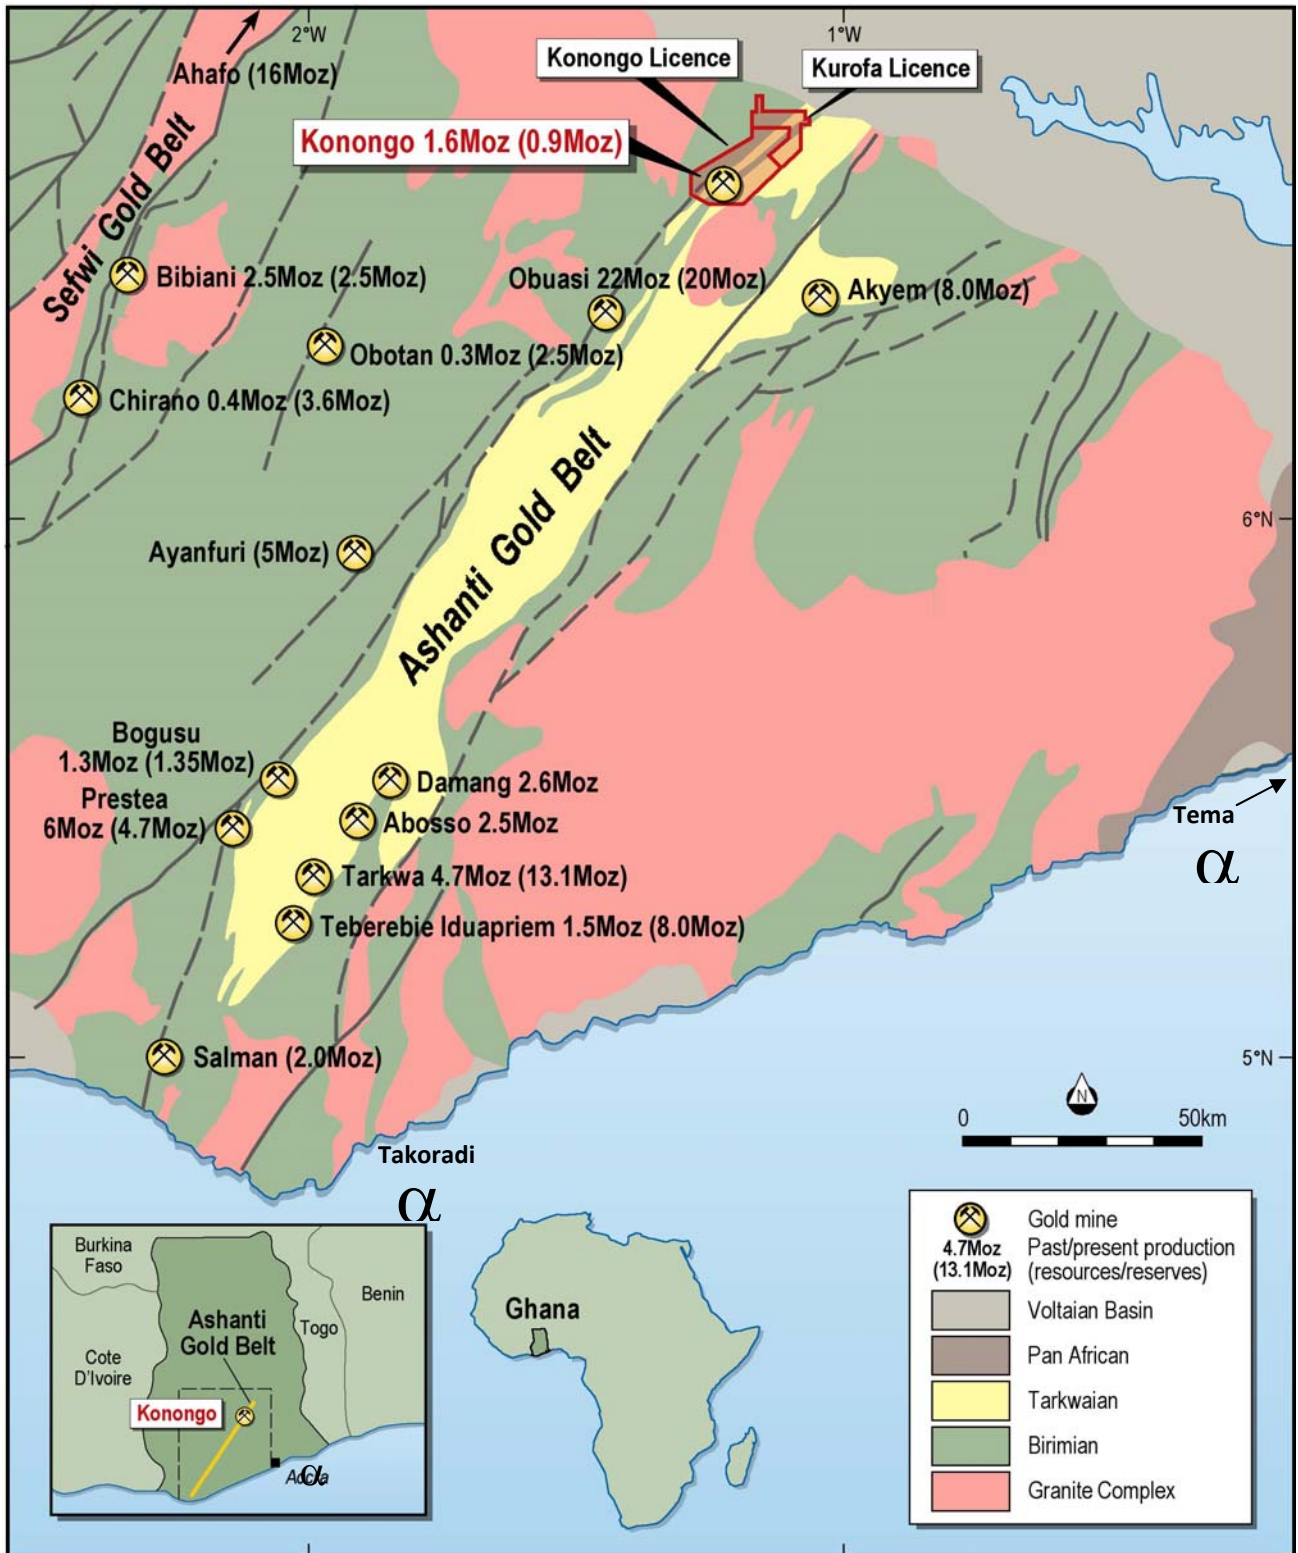 2°W
1°W
Ahafo (16Moz)
Konongo Licence
Kurofa Licence
Konongo 1.6Moz (0.9Moz)
Sefwi Gold Belt
Bibiani 2.5Moz (2.5Moz)
Obuasi 22Moz (20Moz)
Akyem (8.0Moz)
Obotan 0.3Moz (2.5Moz)
Chirano 0.4Moz (3.6Moz)
Ashanti Gold Belt
6°N
Ayanfuri (5Moz)
Bogusu
1.3Moz (1.35Moz)
Prestea
6Moz (4.7Moz)
Damang 2.6Moz
Abosso 2.5Moz
Tarkwa 4.7Moz (13.1Moz)
Teberebie Iduapriem 1.5Moz (8.0Moz)
Tema
α
Salman (2.0Moz)
5°N
N
0 50km
Takoradi
α
Burkina
Faso
Benin
Ashanti
Gold Belt
Togo
Cote
D'Ivoire
Konongo
Accra
α
Ghana
Gold mine
4.7Moz Past/present production
(13.1Moz) (resources/reserves)
Voltaian Basin
Pan African
Tarkwaian
Birimian
Granite Complex